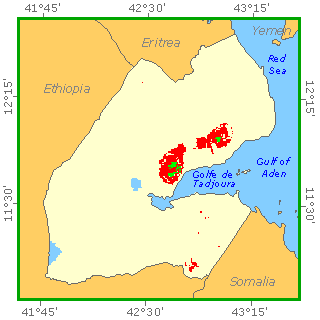 41°45' 42°30' 43°15'
Yemen
Eritrea
Red
Sea
Ethiopia
12°15' 12°15'
Gulf of
Aden
Golfe de
Tadjoura
11°30' 11°30'
Somalia
41°45' 42°30' 43°15'